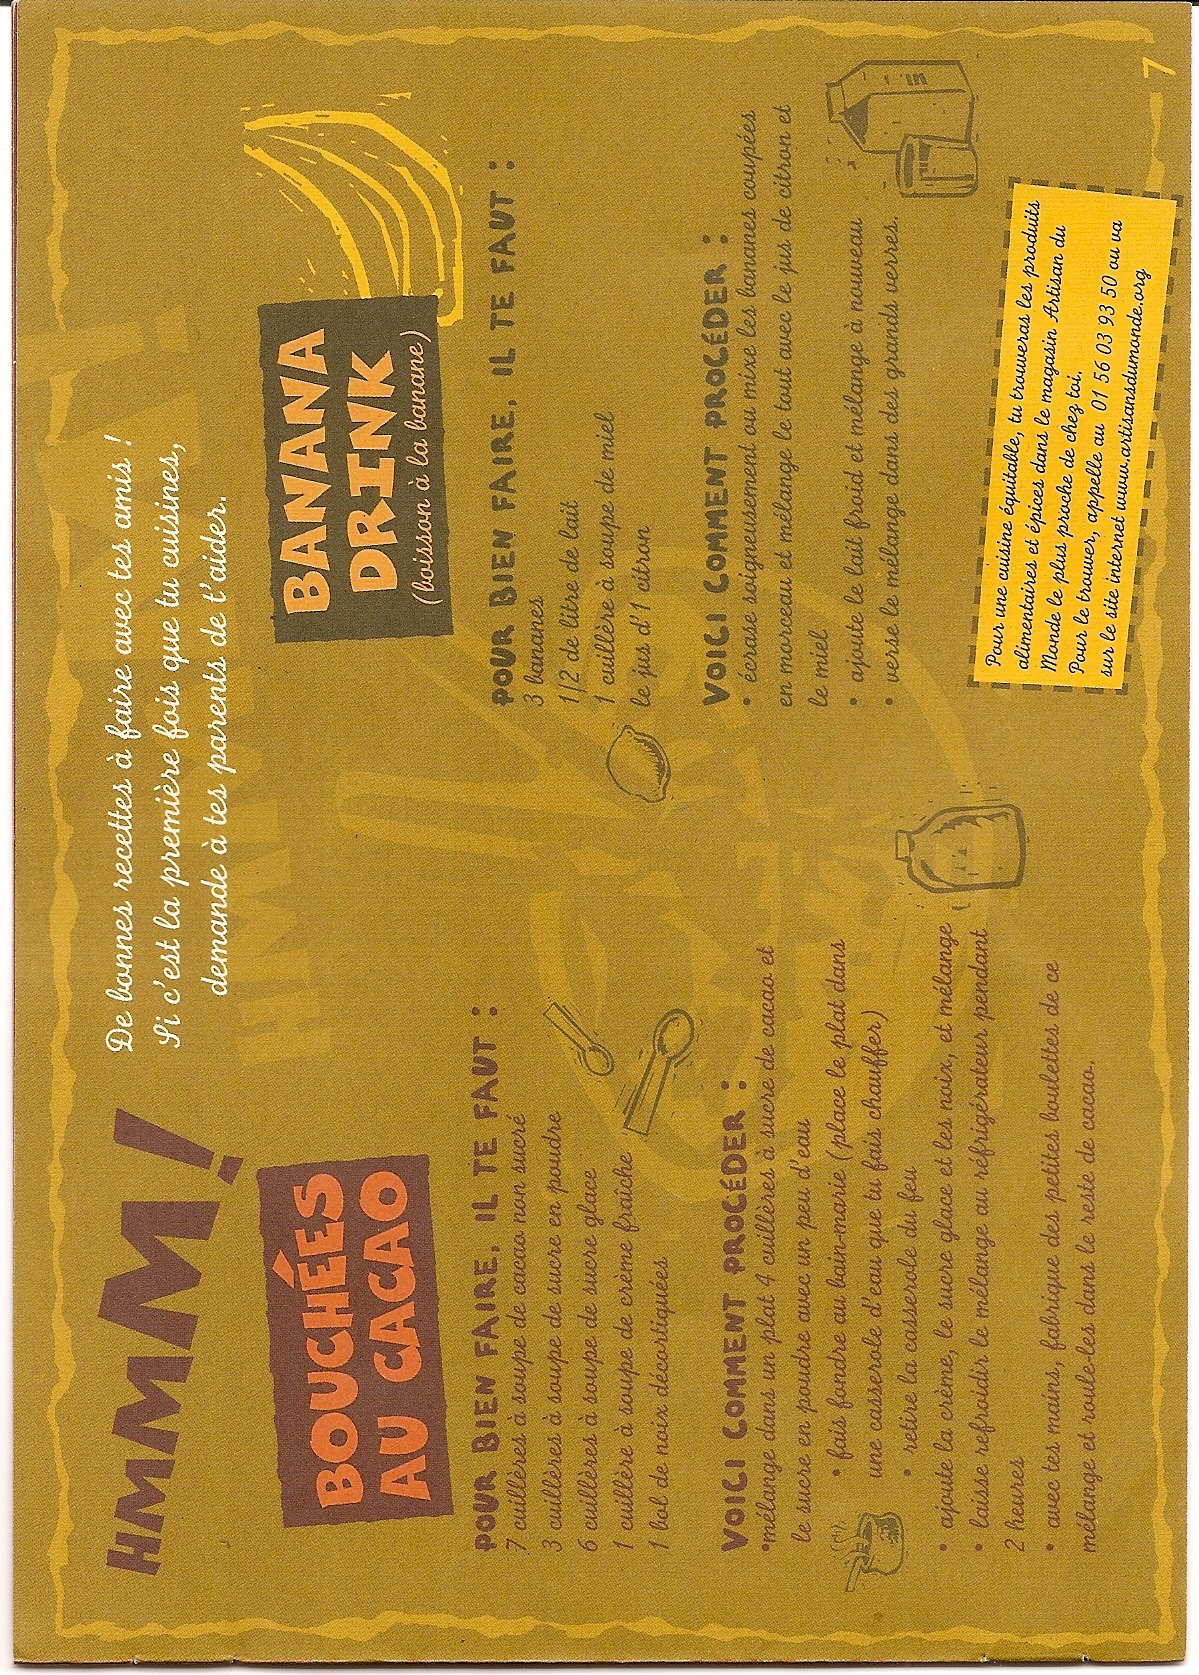 HMMM !
De bonnes recettes à faire avec tes amis !
Si c'est la première fois que tu cuisines,
demande à tes parents de t'aider.
BOUCHÉES
AU CACAO
POUR BIEN FAIRE, IL TE FAUT :
7 cuillères à soupe de cacao non sucré
3 cuillères à soupe de sucre en poudre
6 cuillères à soupe de sucre glace
1 cuillère à soupe de crème fraîche
1 bol de noix décortiquées
VOICI COMMENT PROCÉDER :
•mélange dans un plat 4 cuillères à sucre de cacao et
le sucre en poudre avec un peu d'eau
• fais fondre au bain-marie (place le plat dans
une casserole d'eau que tu fais chauffer)
• retire la casserole du feu
• ajoute la crème, le sucre glace et les noix, et mélange
• laisse refroidir le mélange au réfrigérateur pendant
2 heures
• avec tes mains, fabrique des petites boulettes de ce
mélange et roule-les dans le reste de cacao.
BANANA
DRINK
(boisson à la banane)
POUR BIEN FAIRE, IL TE FAUT :
3 bananes
1/2 de litre de lait
1 cuillère à soupe de miel
le jus d'1 citron
VOICI COMMENT PROCÉDER :
• écrase soigneusement ou mixe les bananes coupées
en morceau et mélange le tout avec le jus de citron et
le miel
• ajoute le lait froid et mélange à nouveau
• verse le mélange dans des grands verres.
Pour une cuisine équitable, tu trouveras les produits
alimentaires et épices dans le magasin Artisan du
Monde le plus proche de chez toi.
Pour le trouver, appelle au 01 56 03 93 50 ou va
sur le site internet www.artisansdumonde.org
7